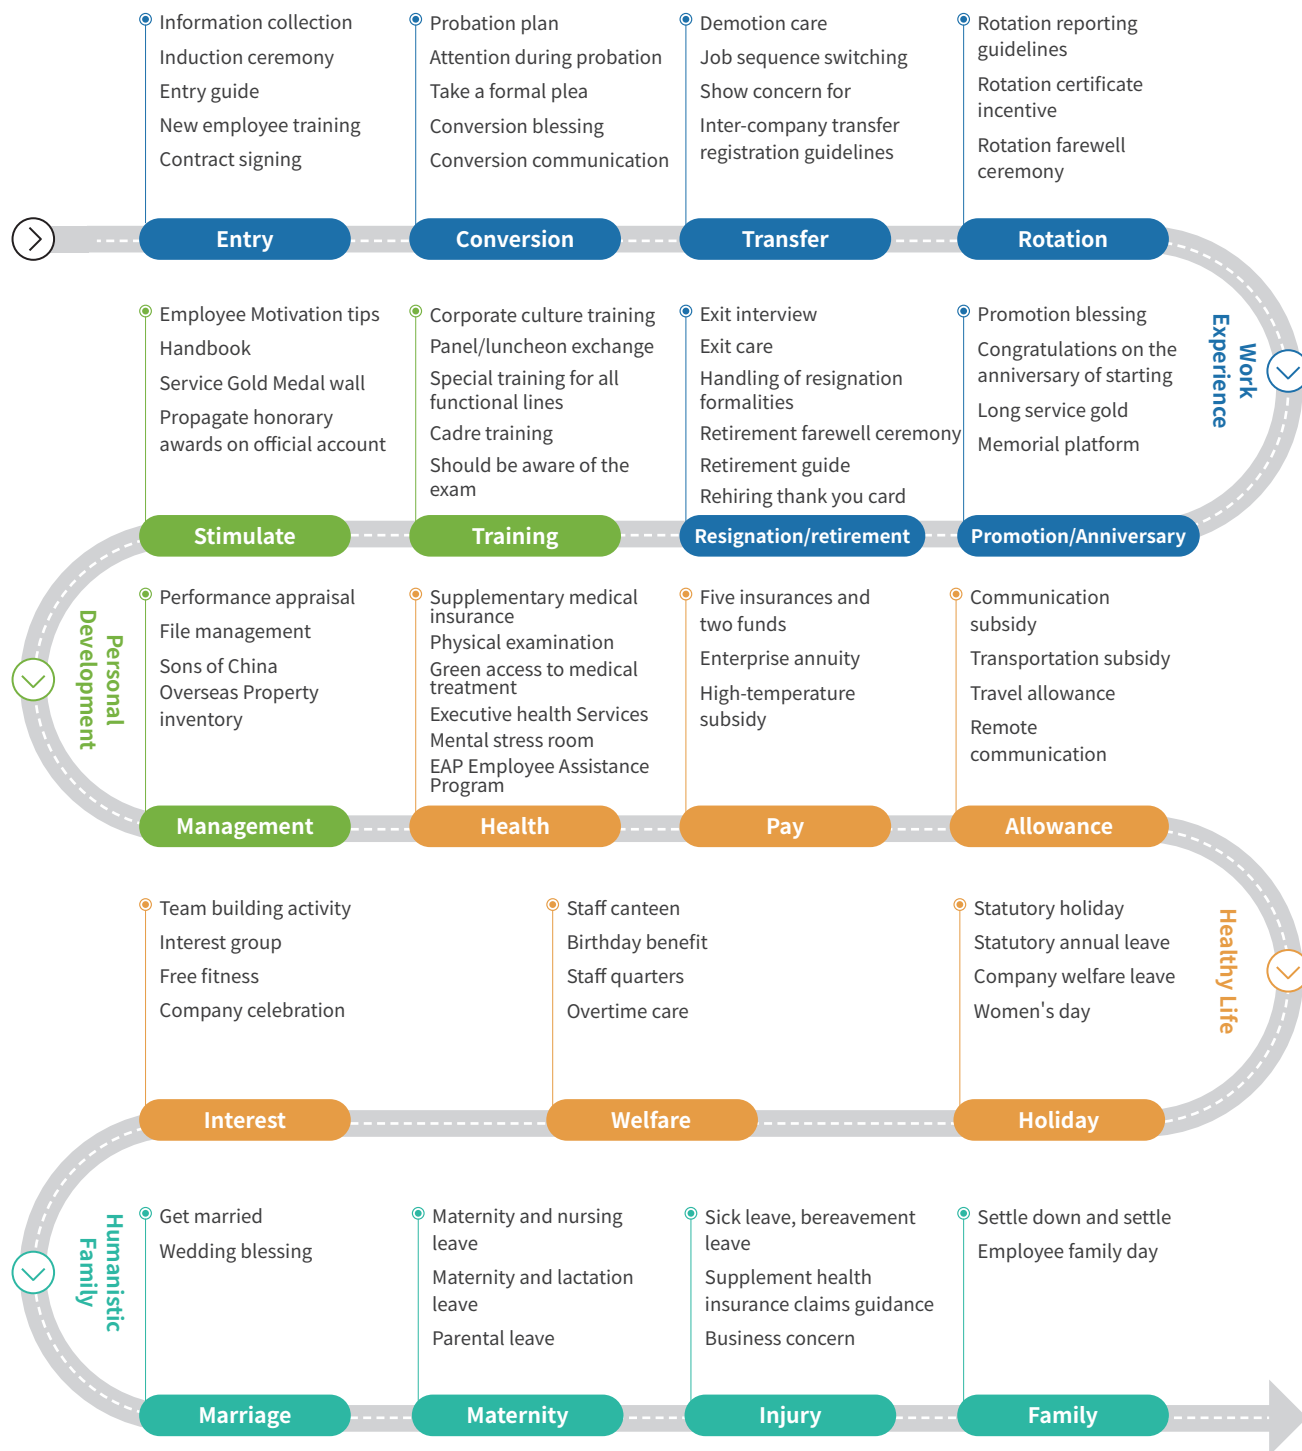 Information collection
Induction ceremony
Entry guide
New employee training
Contract signing
Entry
Probation plan
Attention during probation
Take a formal plea
Conversion blessing
Conversion communication
Conversion
Demotion care
Job sequence switching
Show concern for
Inter-company transfer
registration guidelines
Transfer
Rotation reporting
guidelines
Rotation certificate
incentive
Rotation farewell
ceremony
Rotation
Work
Experience
Employee Motivation tips
Handbook
Service Gold Medal wall
Propagate honorary
awards on official account
Stimulate
Corporate culture training
Panel/luncheon exchange
Special training for all
functional lines
Cadre training
Should be aware of the
exam
Training
Exit interview
Exit care
Handling of resignation
formalities
Retirement farewell ceremony
Retirement guide
Rehiring thank you card
Resignation/retirement
Promotion blessing
Congratulations on the
anniversary of starting
Long service gold
Memorial platform
Promotion/Anniversary
Personal
Development
Performance appraisal
File management
Sons of China
Overseas Property
inventory
Management
Supplementary medical
insurance
Physical examination
Green access to medical
treatment
Executive health Services
Mental stress room
EAP Employee Assistance
Program
Health
Five insurances and
two funds
Enterprise annuity
High-temperature
subsidy
Pay
Communication
subsidy
Transportation subsidy
Travel allowance
Remote
communication
Allowance
Healthy Life
Team building activity
Interest group
Free fitness
Company celebration
Interest
Staff canteen
Birthday benefit
Staff quarters
Overtime care
Welfare
Statutory holiday
Statutory annual leave
Company welfare leave
Women's day
Holiday
Humanistic
Family
Get married
Wedding blessing
Marriage
Maternity and nursing
leave
Maternity and lactation
leave
Parental leave
Maternity
Sick leave, bereavement
leave
Supplement health
insurance claims guidance
Business concern
Injury
Settle down and settle
Employee family day
Family